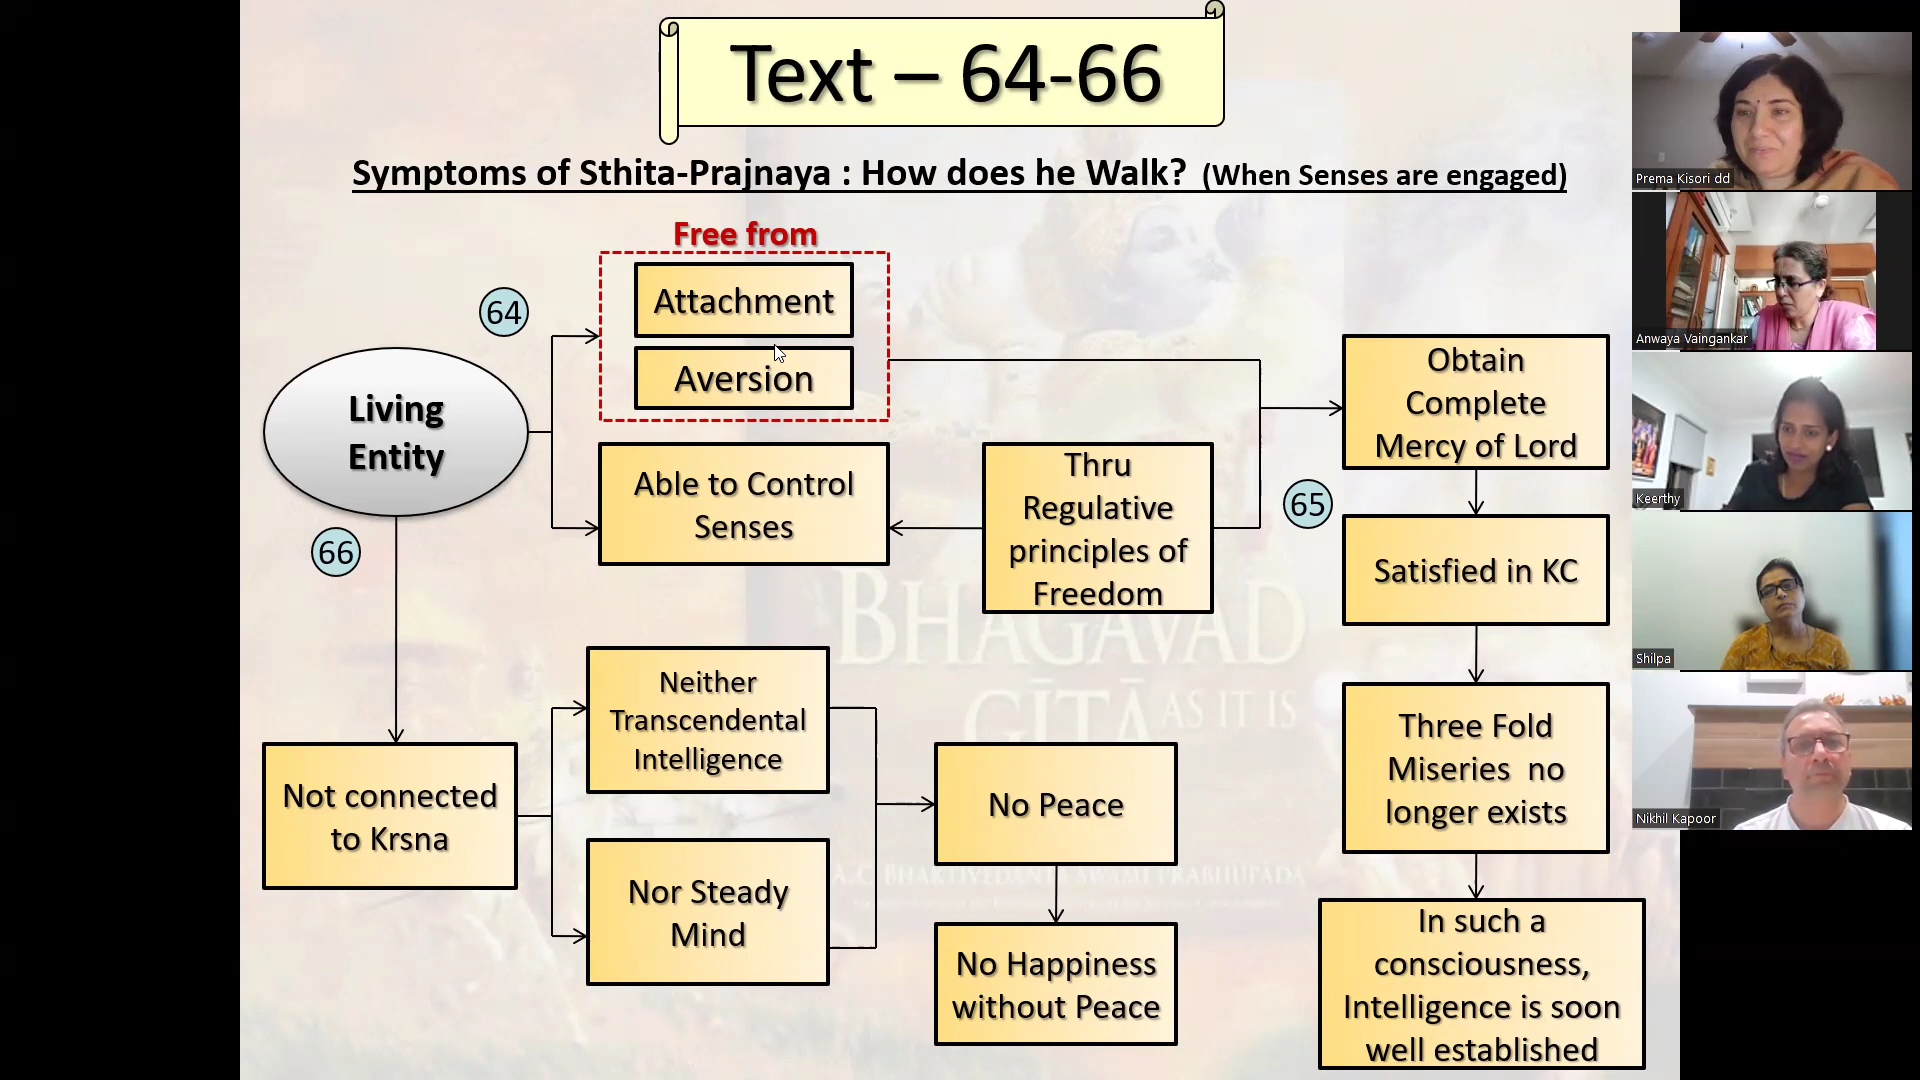 Text – 64-66
Symptoms of Sthita-Prajnaya : How does he Walk? (When Senses are engaged)
Free from
64
Attachment
Aversion
Living
Entity
Able to Control
Senses
Thru
Regulative
principles of
Freedom
65
Obtain
Complete
Mercy of Lord
Satisfied in KC
Three Fold
Miseries no
longer exists
In such a
consciousness,
Intelligence is soon
well established
66
Not connected
to Krsna
Neither
Transcendental
Intelligence
Nor Steady
Mind
No Peace
No Happiness
without Peace
BHAGAVAD
GĪTĀ AS IT IS
A.C. BHAKTIVEDANTA SWAMI PRABHUPĀDA
Prema Kisori dd
Anwaya Vaingankar
Keerthy
Shilpa
Nikhil Kapoor